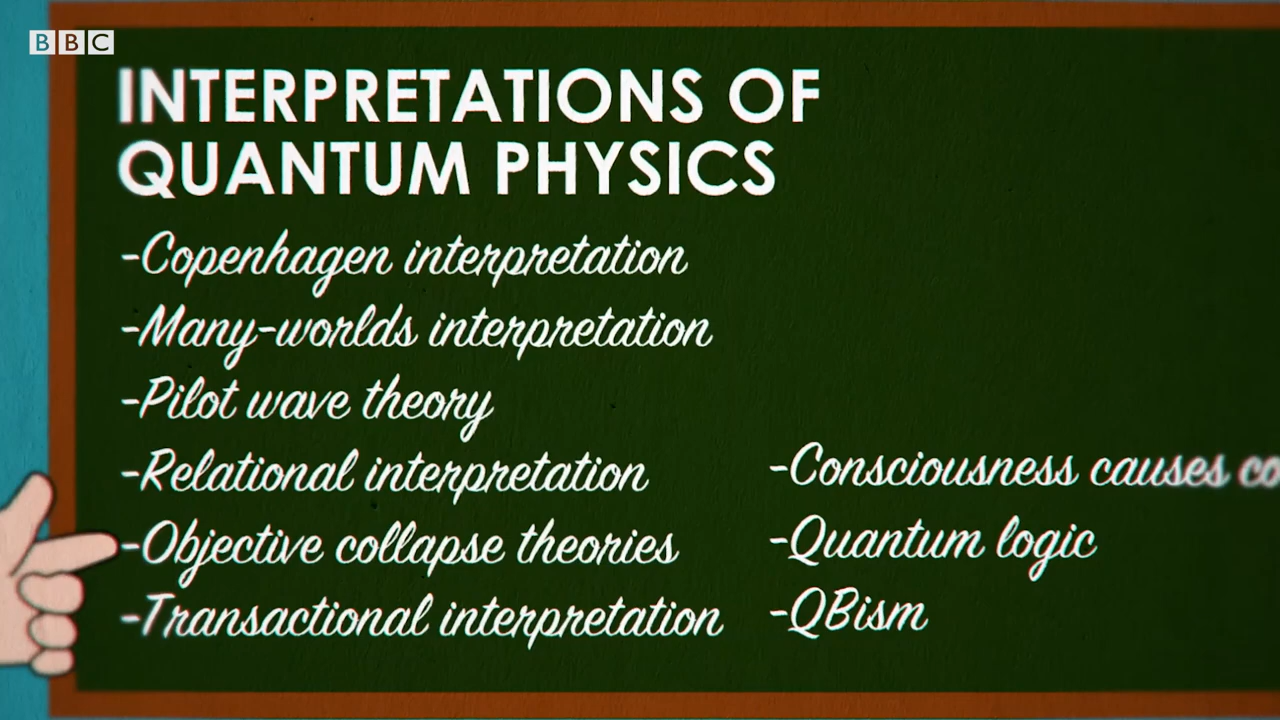 BBC
INTERPRETATIONS OF
QUANTUM PHYSICS
-Copenhagen interpretation
-Many-worlds interpretation
-Pilot wave theory
-Relational interpretation
-Objective collapse theories
-Transactional interpretation
-Consciousness causes
-Quantum logic
-QBism